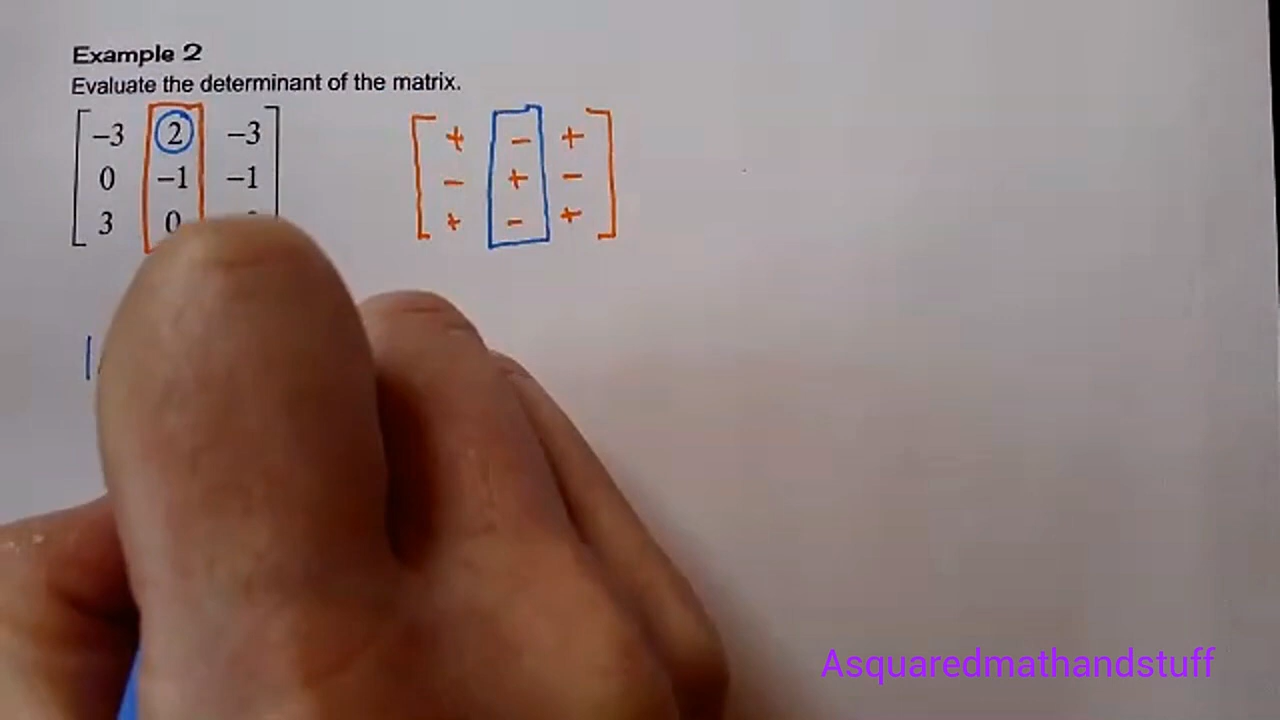 Example 2
Evaluate the determinant of the matrix.
−3 2 −3 + − +
0 −1 −1 − + −
3 0 + − +
Asquaredmathandstuff